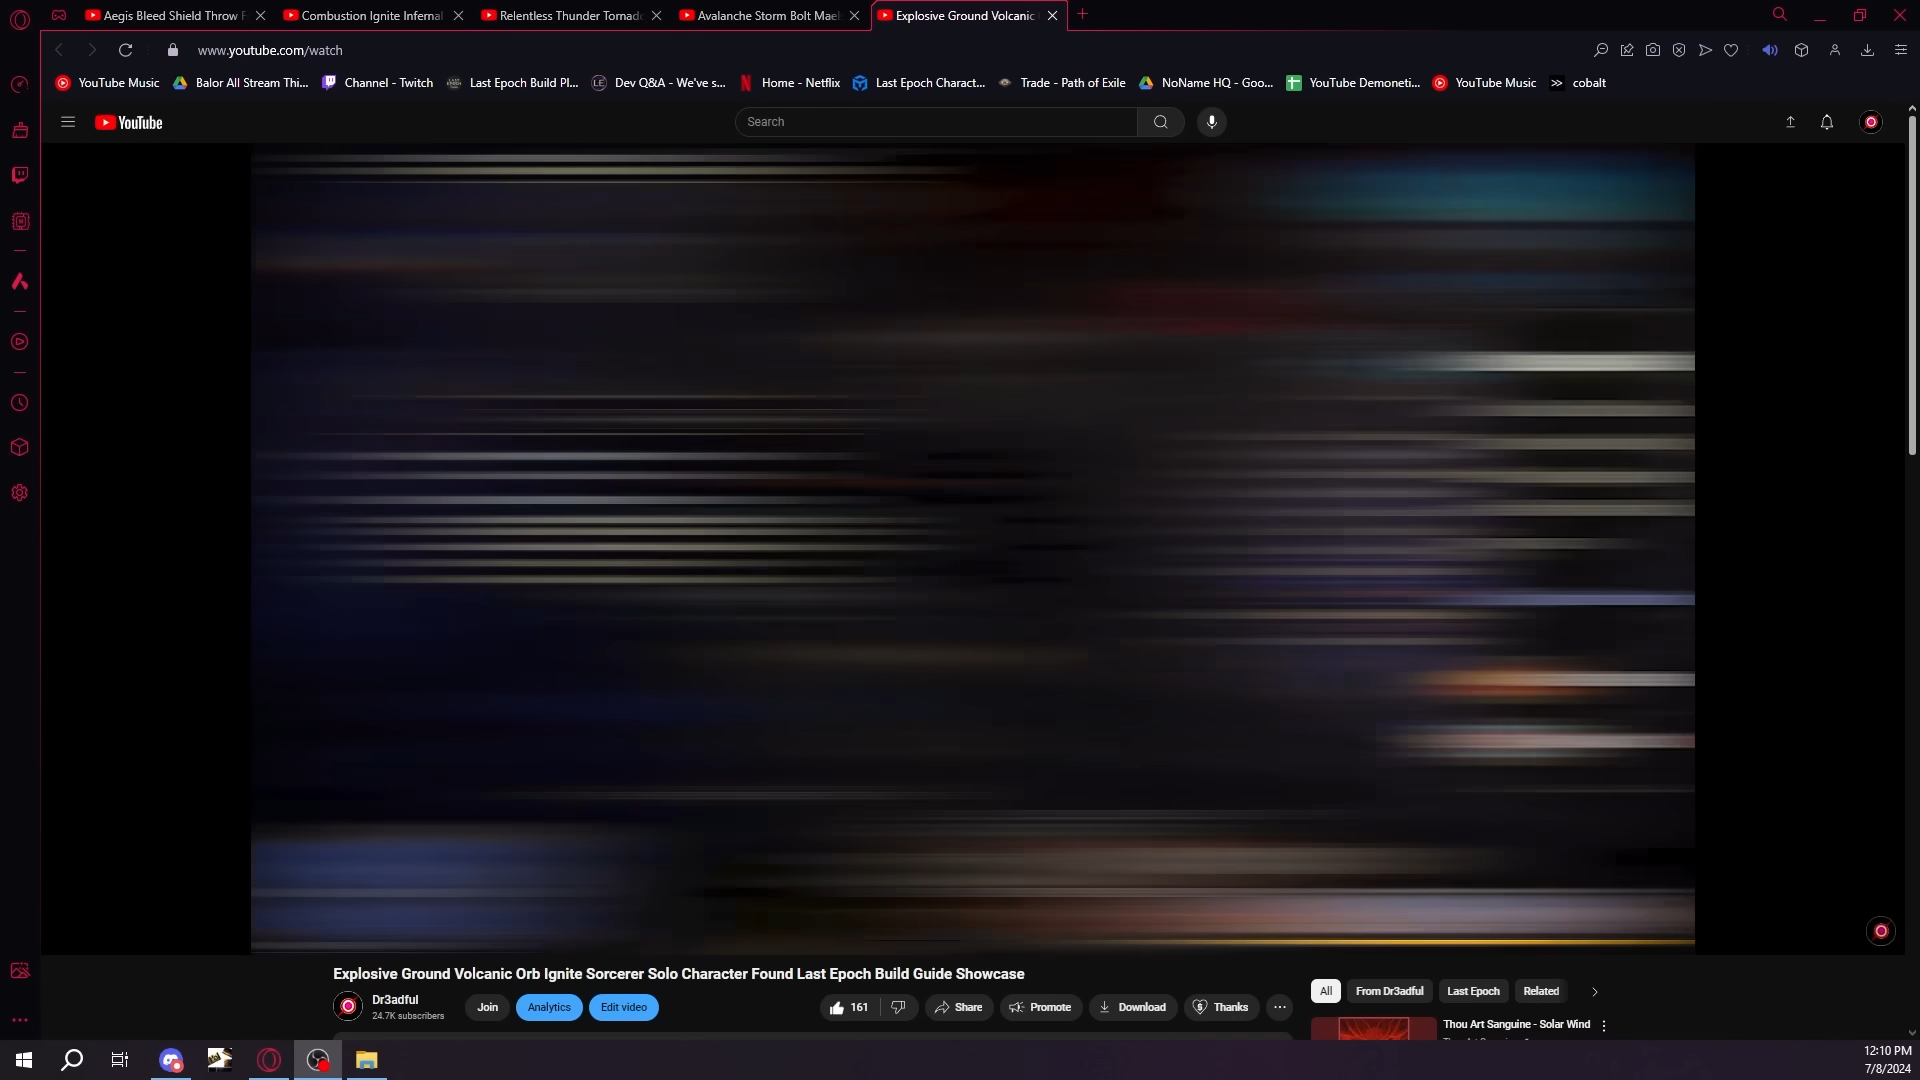 Aegis Bleed Shield Throw F
Combustion Ignite Infernal
Relentless Thunder Tornado
Avalanche Storm Bolt Mael
Explosive Ground Volcanic
www.youtube.com/watch
YouTube Music
Balor All Stream Thi...
Channel - Twitch
Last Epoch Build Pl...
Dev Q&A - We've s...
Home - Netflix
Last Epoch Charact...
Trade - Path of Exile
NoName HQ - Goo...
YouTube Demoneti...
YouTube Music
cobalt
YouTube
Search
Explosive Ground Volcanic Orb Ignite Sorcerer Solo Character Found Last Epoch Build Guide Showcase
Dr3adful
24.7K subscribers
Join
Analytics
Edit video
161
Share
Promote
Download
Thanks
All
From Dr3adful
Last Epoch
Related
Thou Art Sanguine - Solar Wind
12:10 PM
7/8/2024